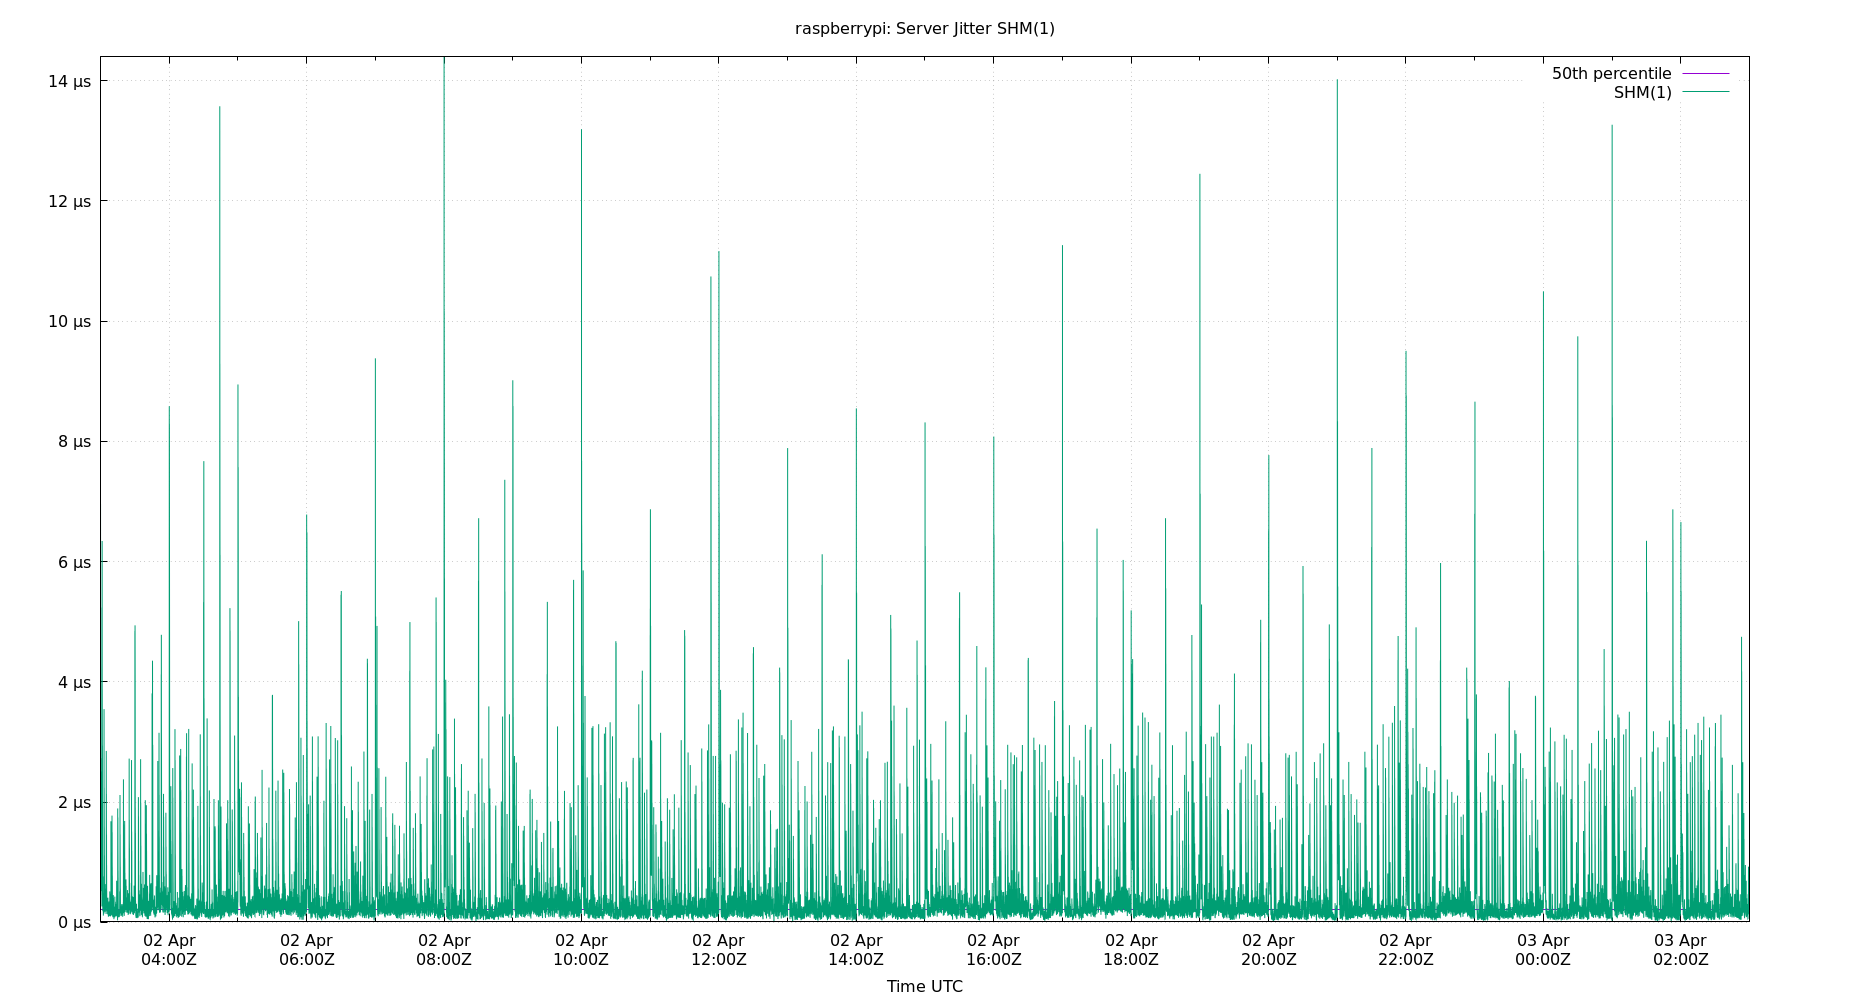 raspberrypi: Server Jitter SHM(1)
50th percentile
SHM(1)
14 µs
12 µs
10 µs
8 µs
6 µs
4 µs
2 µs
0 µs
02 Apr 02 Apr 02 Apr 02 Apr 02 Apr 02 Apr 02 Apr 02 Apr 02 Apr 02 Apr 03 Apr 03 Apr
04:00Z 06:00Z 08:00Z 10:00Z 12:00Z 14:00Z 16:00Z 18:00Z 20:00Z 22:00Z 00:00Z 02:00Z
Time UTC